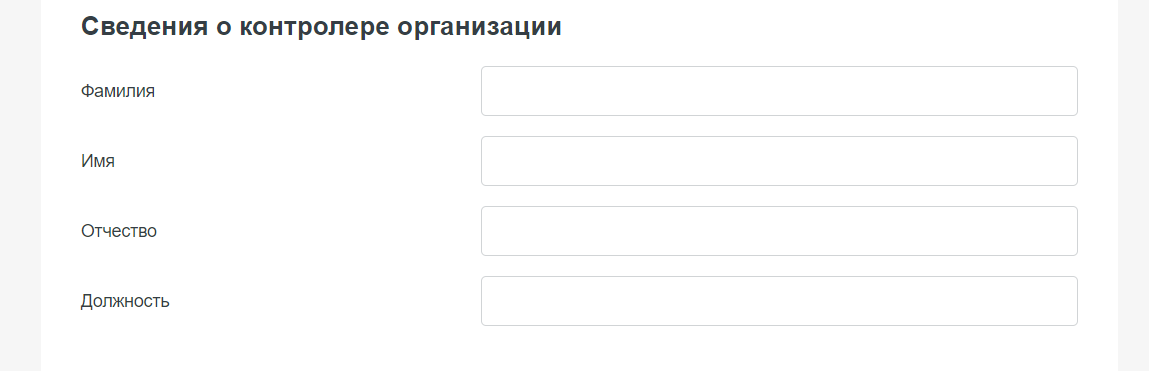 Сведения о контролере организации
Фамилия
Имя
Отчество
Должность